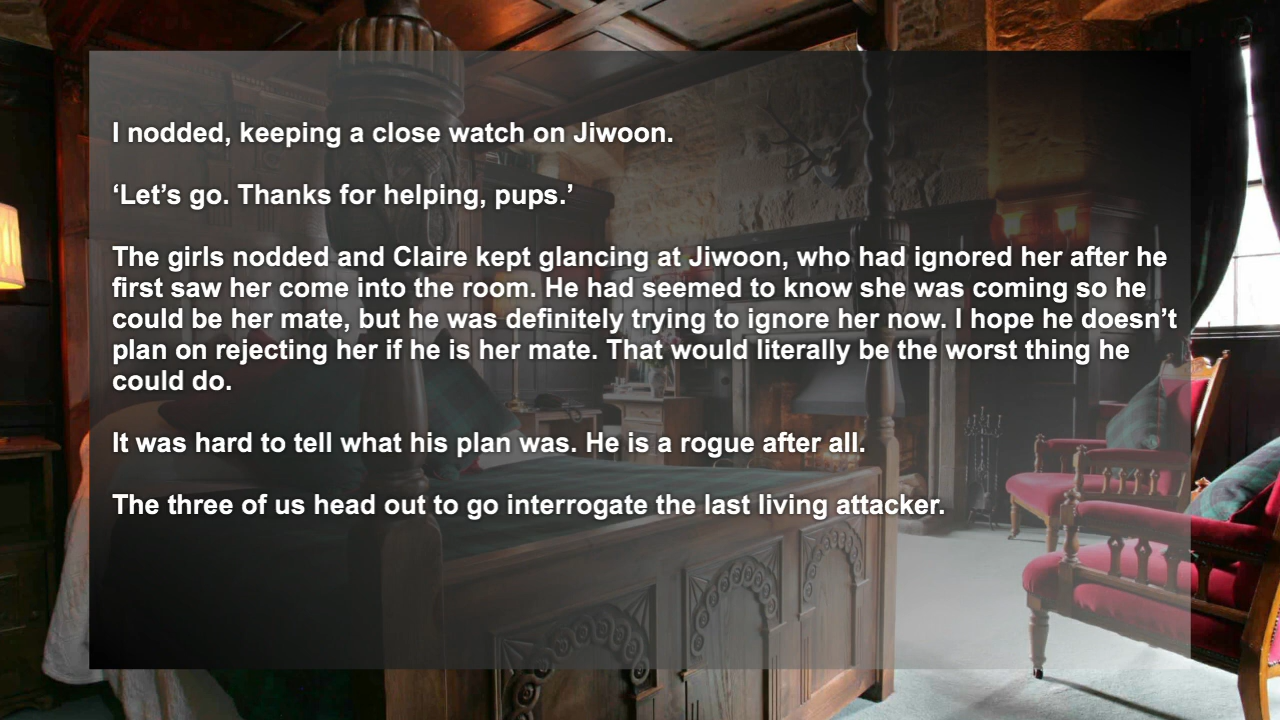 I nodded, keeping a close watch on Jiwoon.
‘Let’s go. Thanks for helping, pups.’
The girls nodded and Claire kept glancing at Jiwoon, who had ignored her after he
first saw her come into the room. He had seemed to know she was coming so he
could be her mate, but he was definitely trying to ignore her now. I hope he doesn’t
plan on rejecting her if he is her mate. That would literally be the worst thing he
could do.
It was hard to tell what his plan was. He is a rogue after all.
The three of us head out to go interrogate the last living attacker.